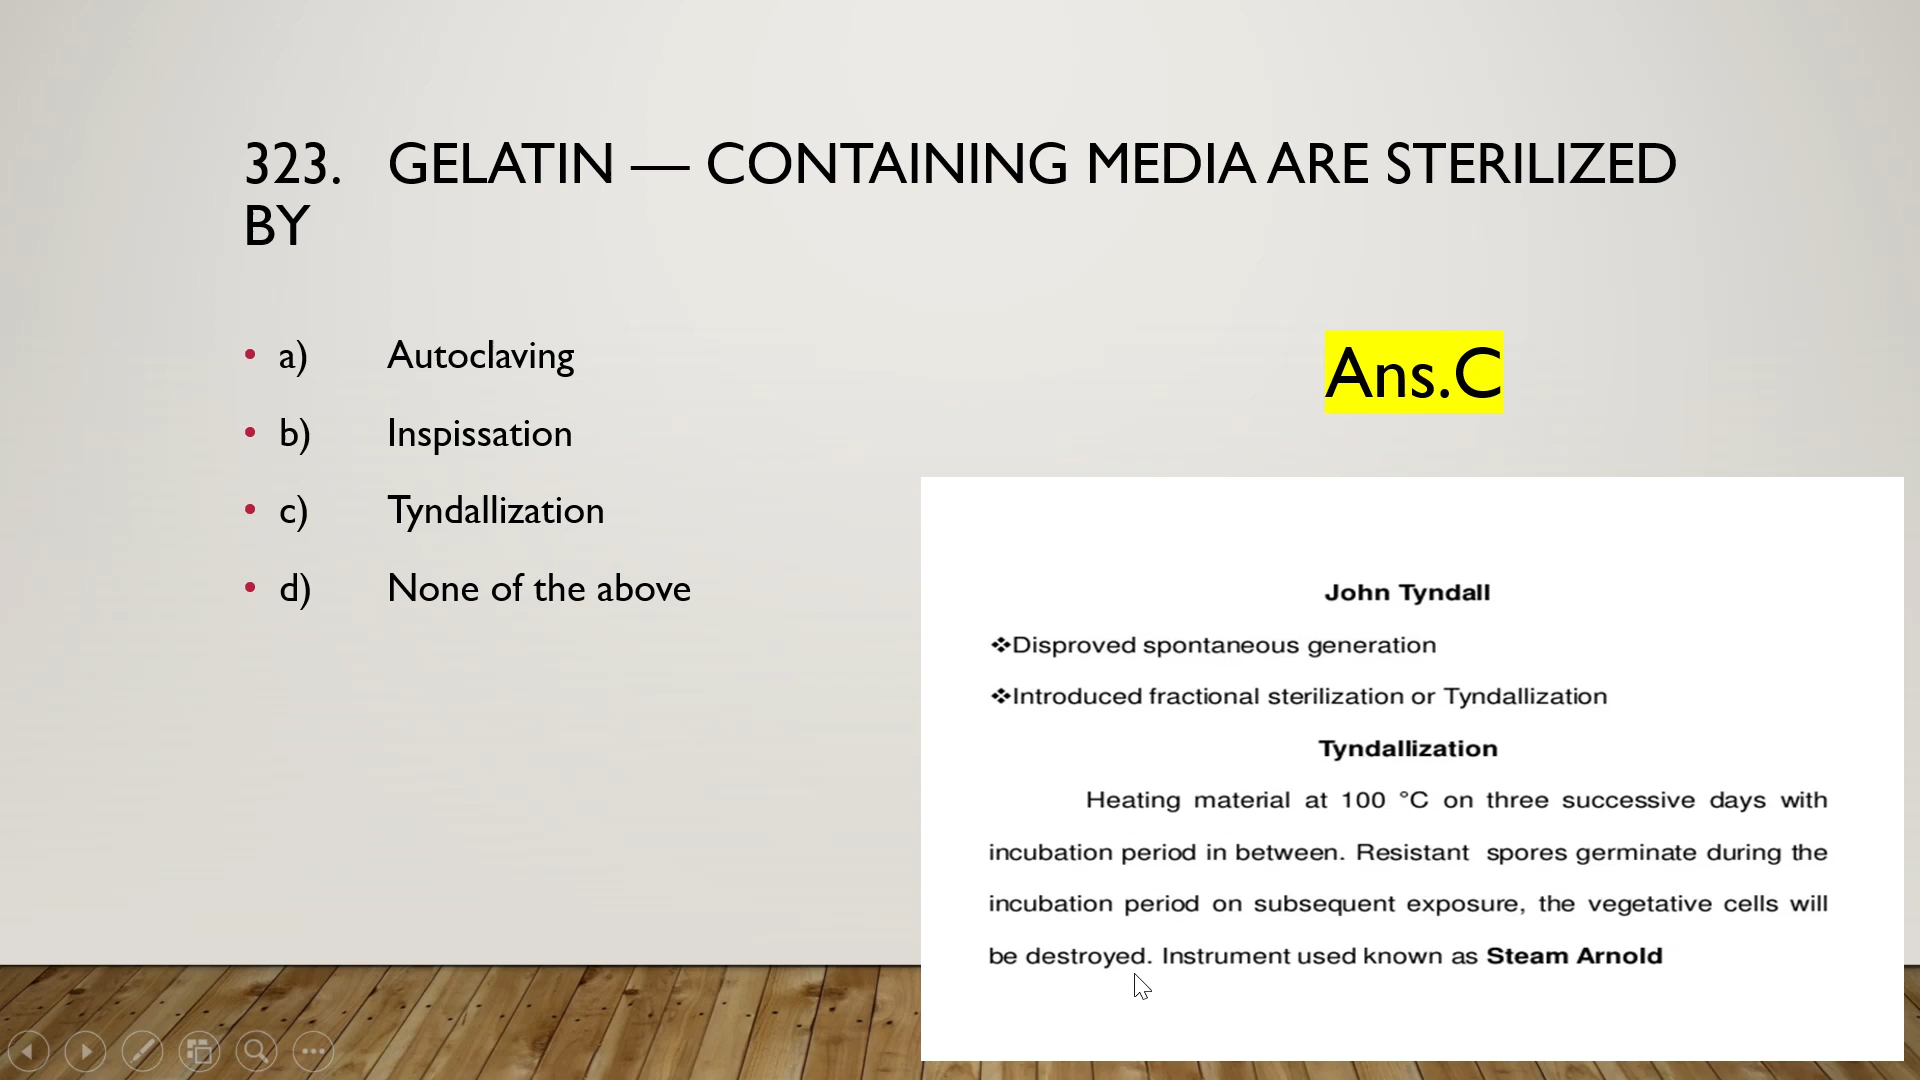 323. GELATIN — CONTAINING MEDIA ARE STERILIZED
BY
• a) Autoclaving
• b) Inspissation
• c) Tyndallization
• d) None of the above
Ans.C
John Tyndall
❖Disproved spontaneous generation
❖Introduced fractional sterilization or Tyndallization
Tyndallization
Heating material at 100 °C on three successive days with
incubation period in between. Resistant spores germinate during the
incubation period on subsequent exposure, the vegetative cells will
be destroyed. Instrument used known as Steam Arnold